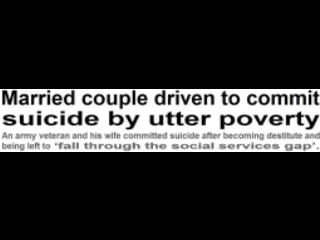 Married couple driven to commit
suicide by utter poverty
An army veteran and his wife committed suicide after becoming destitute and
being left to 'fall through the social services gap'.